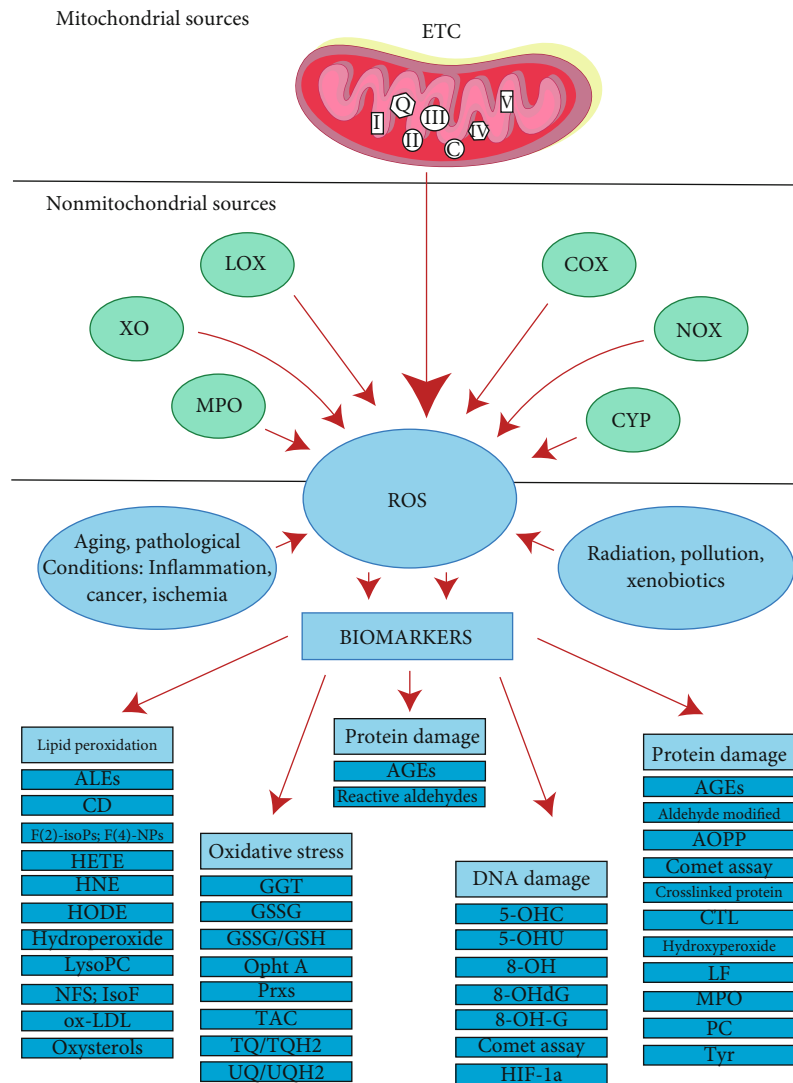 Mitochondrial sources
ETC
I
Q
II
III
C
IV
V
Nonmitochondrial sources
LOX
COX
XO
NOX
MPO
CYP
ROS
Aging, pathological
Conditions: Inflammation,
cancer, ischemia
Radiation, pollution,
xenobiotics
BIOMARKERS
Lipid peroxidation
ALEs
CD
F(2)-isoPs; F(4)-NPs
HETE
HNE
HODE
Hydroperoxide
LysoPC
NFS; IsoF
ox-LDL
Oxysterols
Oxidative stress
GGT
GSSG
GSSG/GSH
Opht A
Prxs
TAC
TQ/TQH2
UQ/UQH2
Protein damage
AGEs
Reactive aldehydes
DNA damage
5-OHC
5-OHU
8-OH
8-OHdG
8-OH-G
Comet assay
HIF-1a
Protein damage
AGEs
Aldehyde modified
AOPP
Comet assay
Crosslinked protein
CTL
Hydroxyperoxide
LF
MPO
PC
Tyr